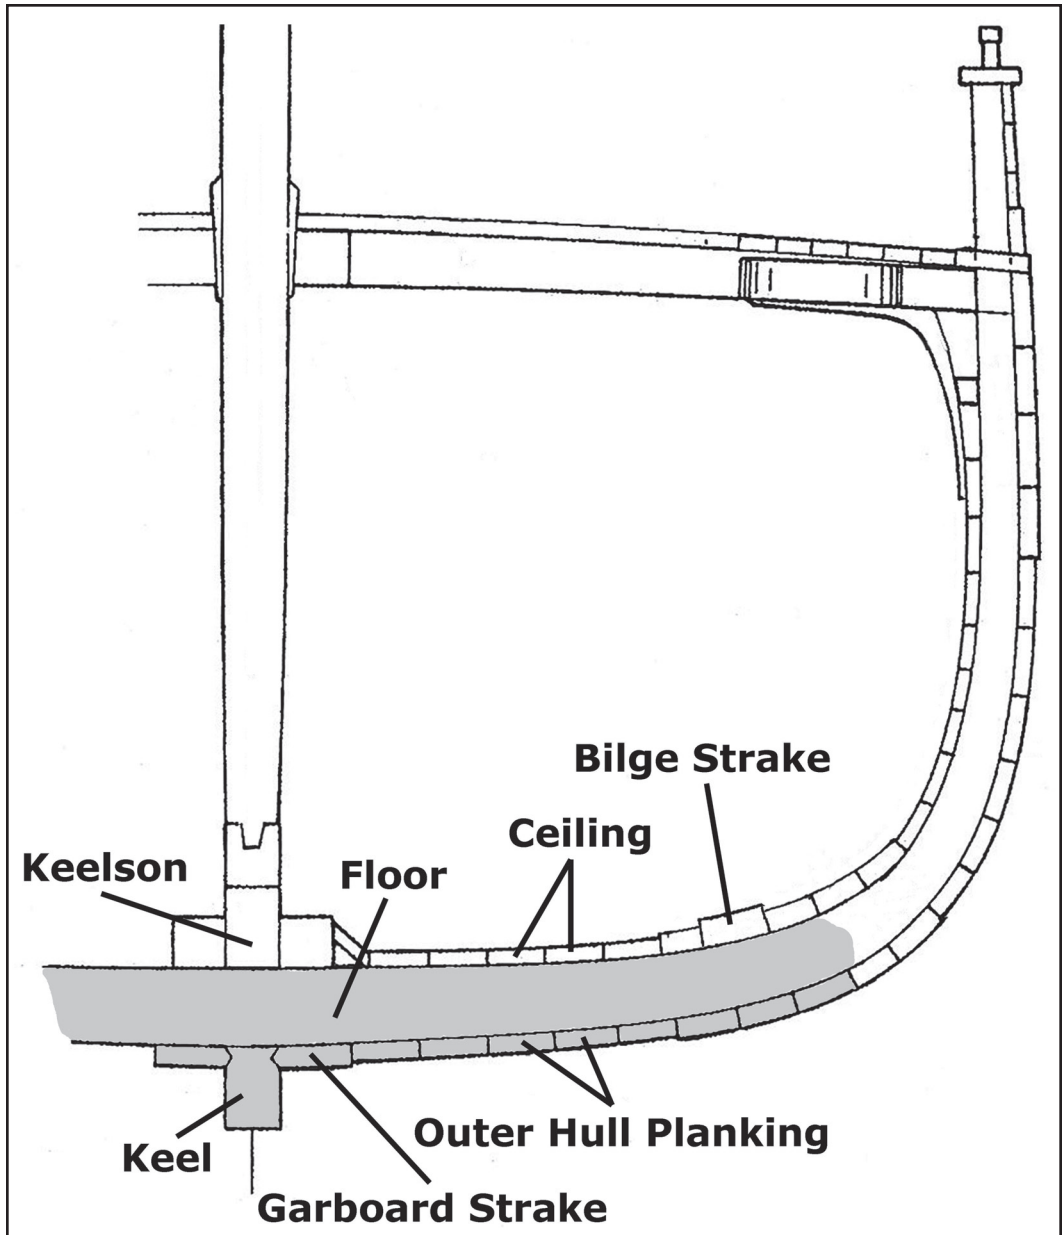 Bilge Strake
Ceiling
Keelson
Floor
Outer Hull Planking
Keel
Garboard Strake